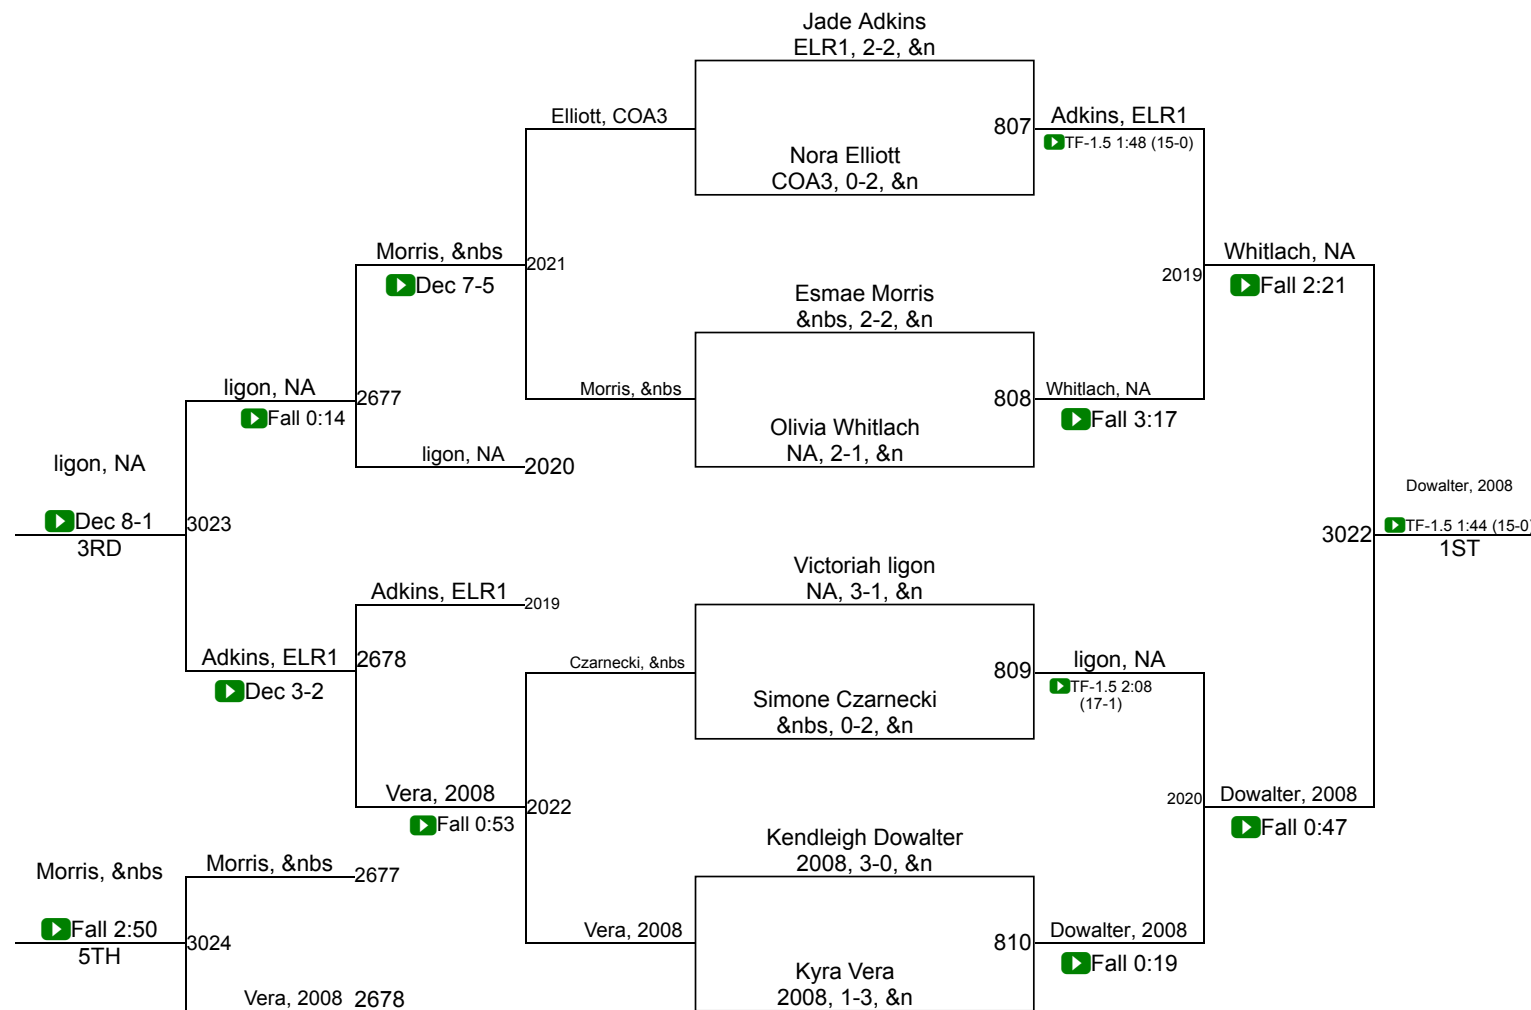 Jade Adkins
ELR1, 2-2, &n
Elliott, COA3
807
Adkins, ELR1
TF-1.5 1:48 (15-0)
Nora Elliott
COA3, 0-2, &n
Morris, &nbs
2021
Dec 7-5
Whitlach, NA
2019
Fall 2:21
Esmae Morris
&nbs, 2-2, &n
ligon, NA
2677
Fall 0:14
Morris, &nbs
808
Whitlach, NA
Fall 3:17
Olivia Whitlach
NA, 2-1, &n
ligon, NA
2020
ligon, NA
Dec 8-1
3023
3RD
Dowalter, 2008
3022
TF-1.5 1:44 (15-0)
1ST
Victoriah ligon
NA, 3-1, &n
Adkins, ELR1
2019
Adkins, ELR1
2678
Dec 3-2
Czarnecki, &nbs
809
ligon, NA
TF-1.5 2:08
(17-1)
Simone Czarnecki
&nbs, 0-2, &n
Vera, 2008
2022
Fall 0:53
2020
Dowalter, 2008
Fall 0:47
Kendleigh Dowalter
2008, 3-0, &n
Morris, &nbs
Morris, &nbs
2677
Fall 2:50
3024
5TH
Vera, 2008
810
Dowalter, 2008
Fall 0:19
Kyra Vera
2008, 1-3, &n
Vera, 2008
2678